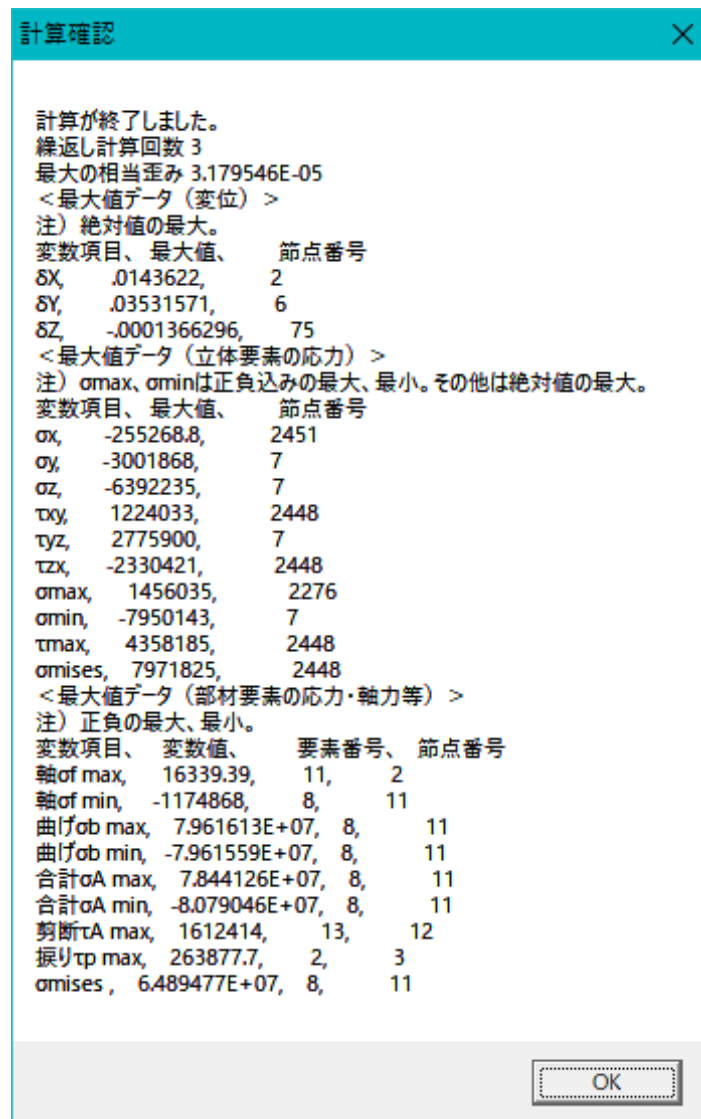 計算確認
計算が終了しました。
繰返し計算回数 3
最大の相当歪み 3.179546E-05
<最大値データ(変位)>
注)絶対値の最大。
変数項目、最大値、 節点番号
δX, .0143622, 2
δY, .03531571, 6
δZ, -.0001366296, 75
<最大値データ(立体要素の応力)>
注)σmax、σminは正負込みの最大、最小。その他は絶対値の最大。
変数項目、最大値、 節点番号
σx, -255268.8, 2451
σy, -3001868, 7
σz, -6392235, 7
τxy, 1224033, 2448
τyz, 2775900, 7
τzx, -2330421, 2448
σmax, 1456035, 2276
σmin, -7950143, 7
τmax, 4358185, 2448
σmises, 7971825, 2448
<最大値データ(部材要素の応力・軸力等)>
注)正負の最大、最小。
変数項目、 変数値、 要素番号、 節点番号
軸σf max, 16339.39, 11, 2
軸σf min, -1174868, 8, 11
曲げσb max, 7.961613E+07, 8, 11
曲げσb min, -7.961559E+07, 8, 11
合計σA max, 7.844126E+07, 8, 11
合計σA min, -8.079046E+07, 8, 11
剪断τA max, 1612414, 13, 12
捩りτp max, 263877.7, 2, 3
σmises , 6.489477E+07, 8, 11
OK